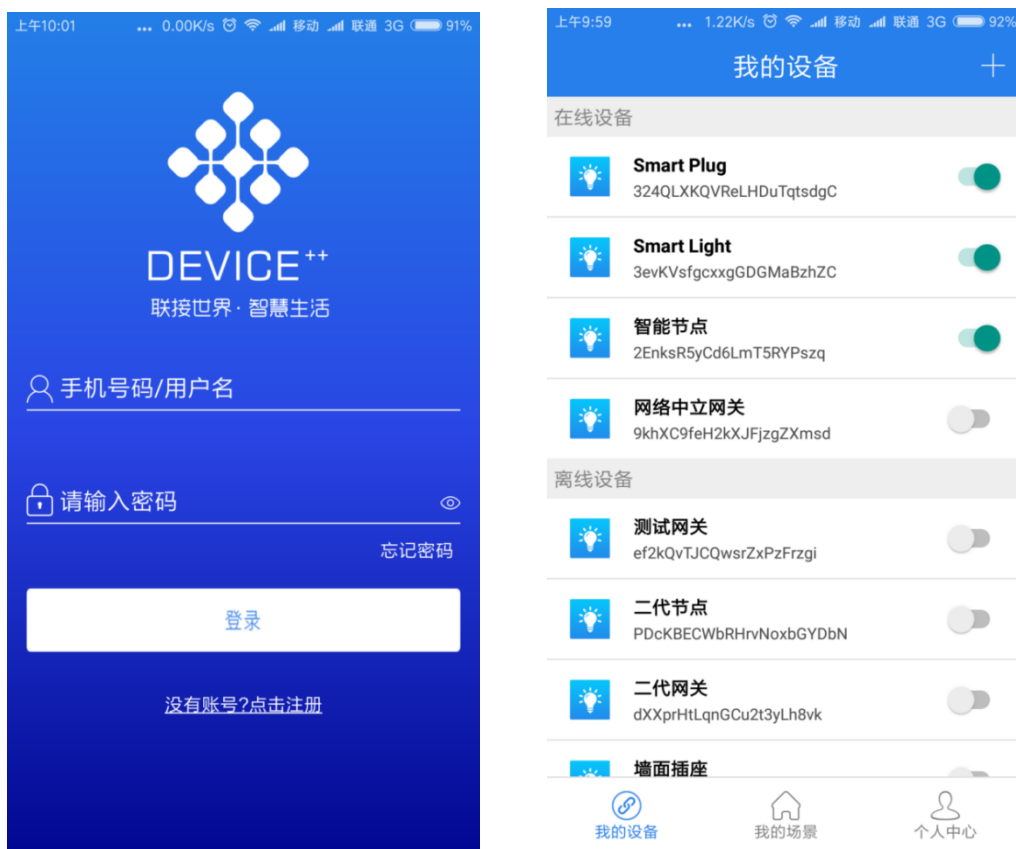 上午10:01 ... 0.00K/s 移动 联通 3G 91%
DEVICE++
联接世界·智慧生活
手机号码/用户名
请输入密码
忘记密码
登录
没有账号?点击注册
上午9:59 ... 1.22K/s 移动 联通 3G 92%
我的设备
在线设备
Smart Plug
324QLXKQVReLHDuTqtsdgC
Smart Light
3evKVsfgcxxgGDGMaBzhZC
智能节点
2EnksR5yCd6LmT5RYPszq
网络中立网关
9khXC9feH2kXJFjzgZXmsd
离线设备
测试网关
ef2kQvTJCQwsrZxPzFrzgi
二代节点
PDcKBECWbRHrvNoxbGYDbN
二代网关
dXXprHtLqnGCu2t3yLh8vk
墙面插座
我的设备 我的场景 个人中心